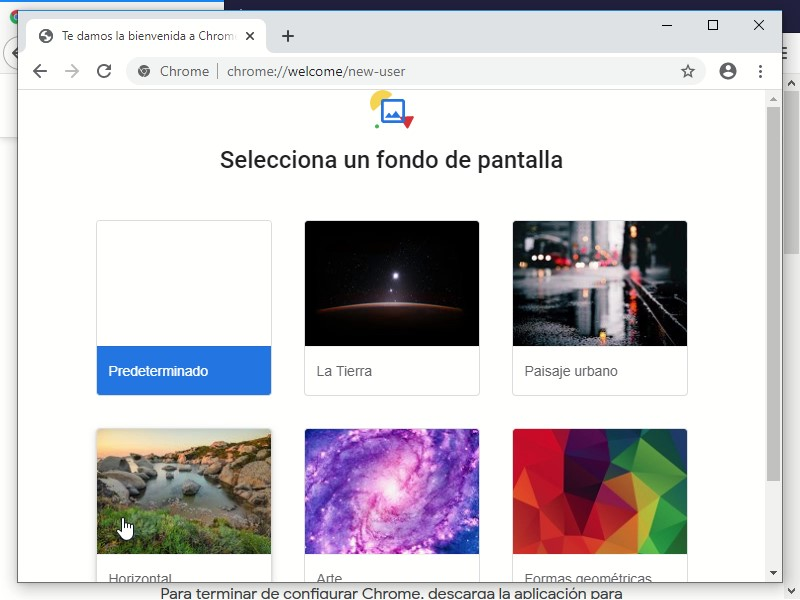 Te damos la bienvenida a Chrome
Chrome
chrome://welcome/new-user
Selecciona un fondo de pantalla
Predeterminado
La Tierra
Paisaje urbano
Horizontal
Arte
Formas geométricas
Para terminar de configurar Chrome, descarga la aplicación para